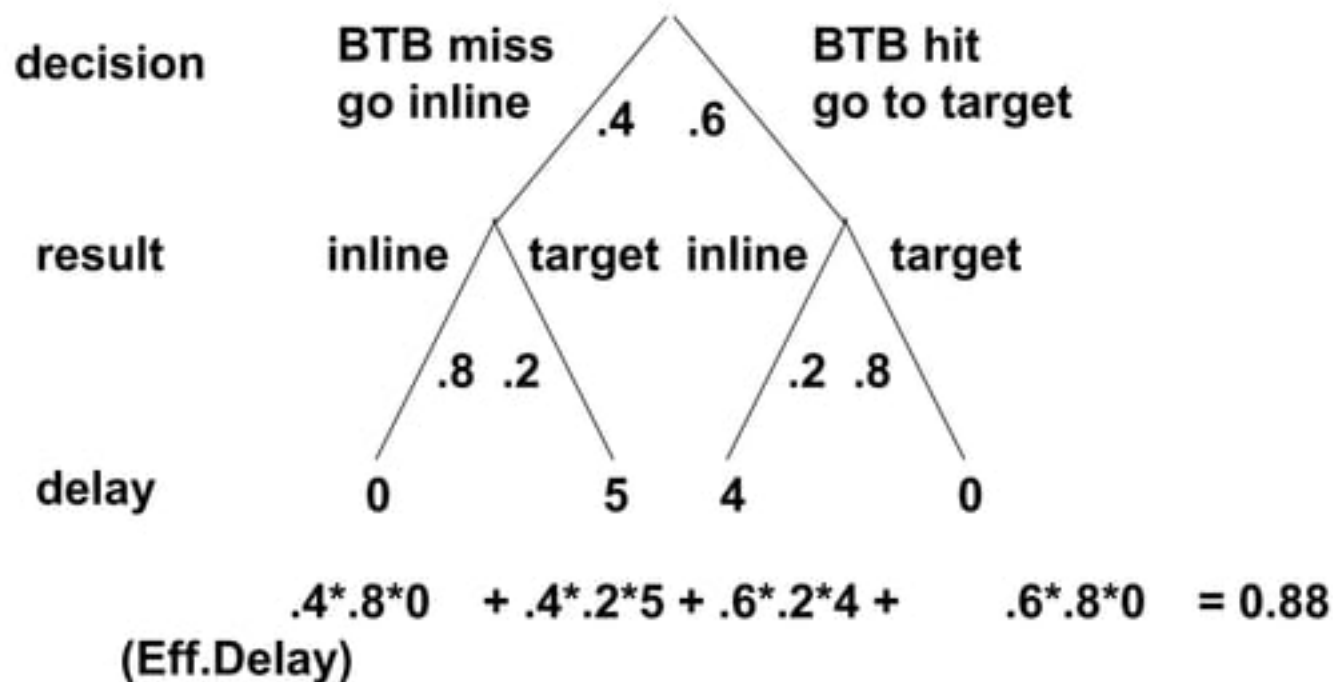 decision BTB miss go inline BTB hit go to target
.4 .6
result inline target inline target
.8 .2 .2 .8
delay 0 5 4 0
.4*.8*0 + .4*.2*5 + .6*.2*4 + .6*.8*0 = 0.88
(Eff.Delay)